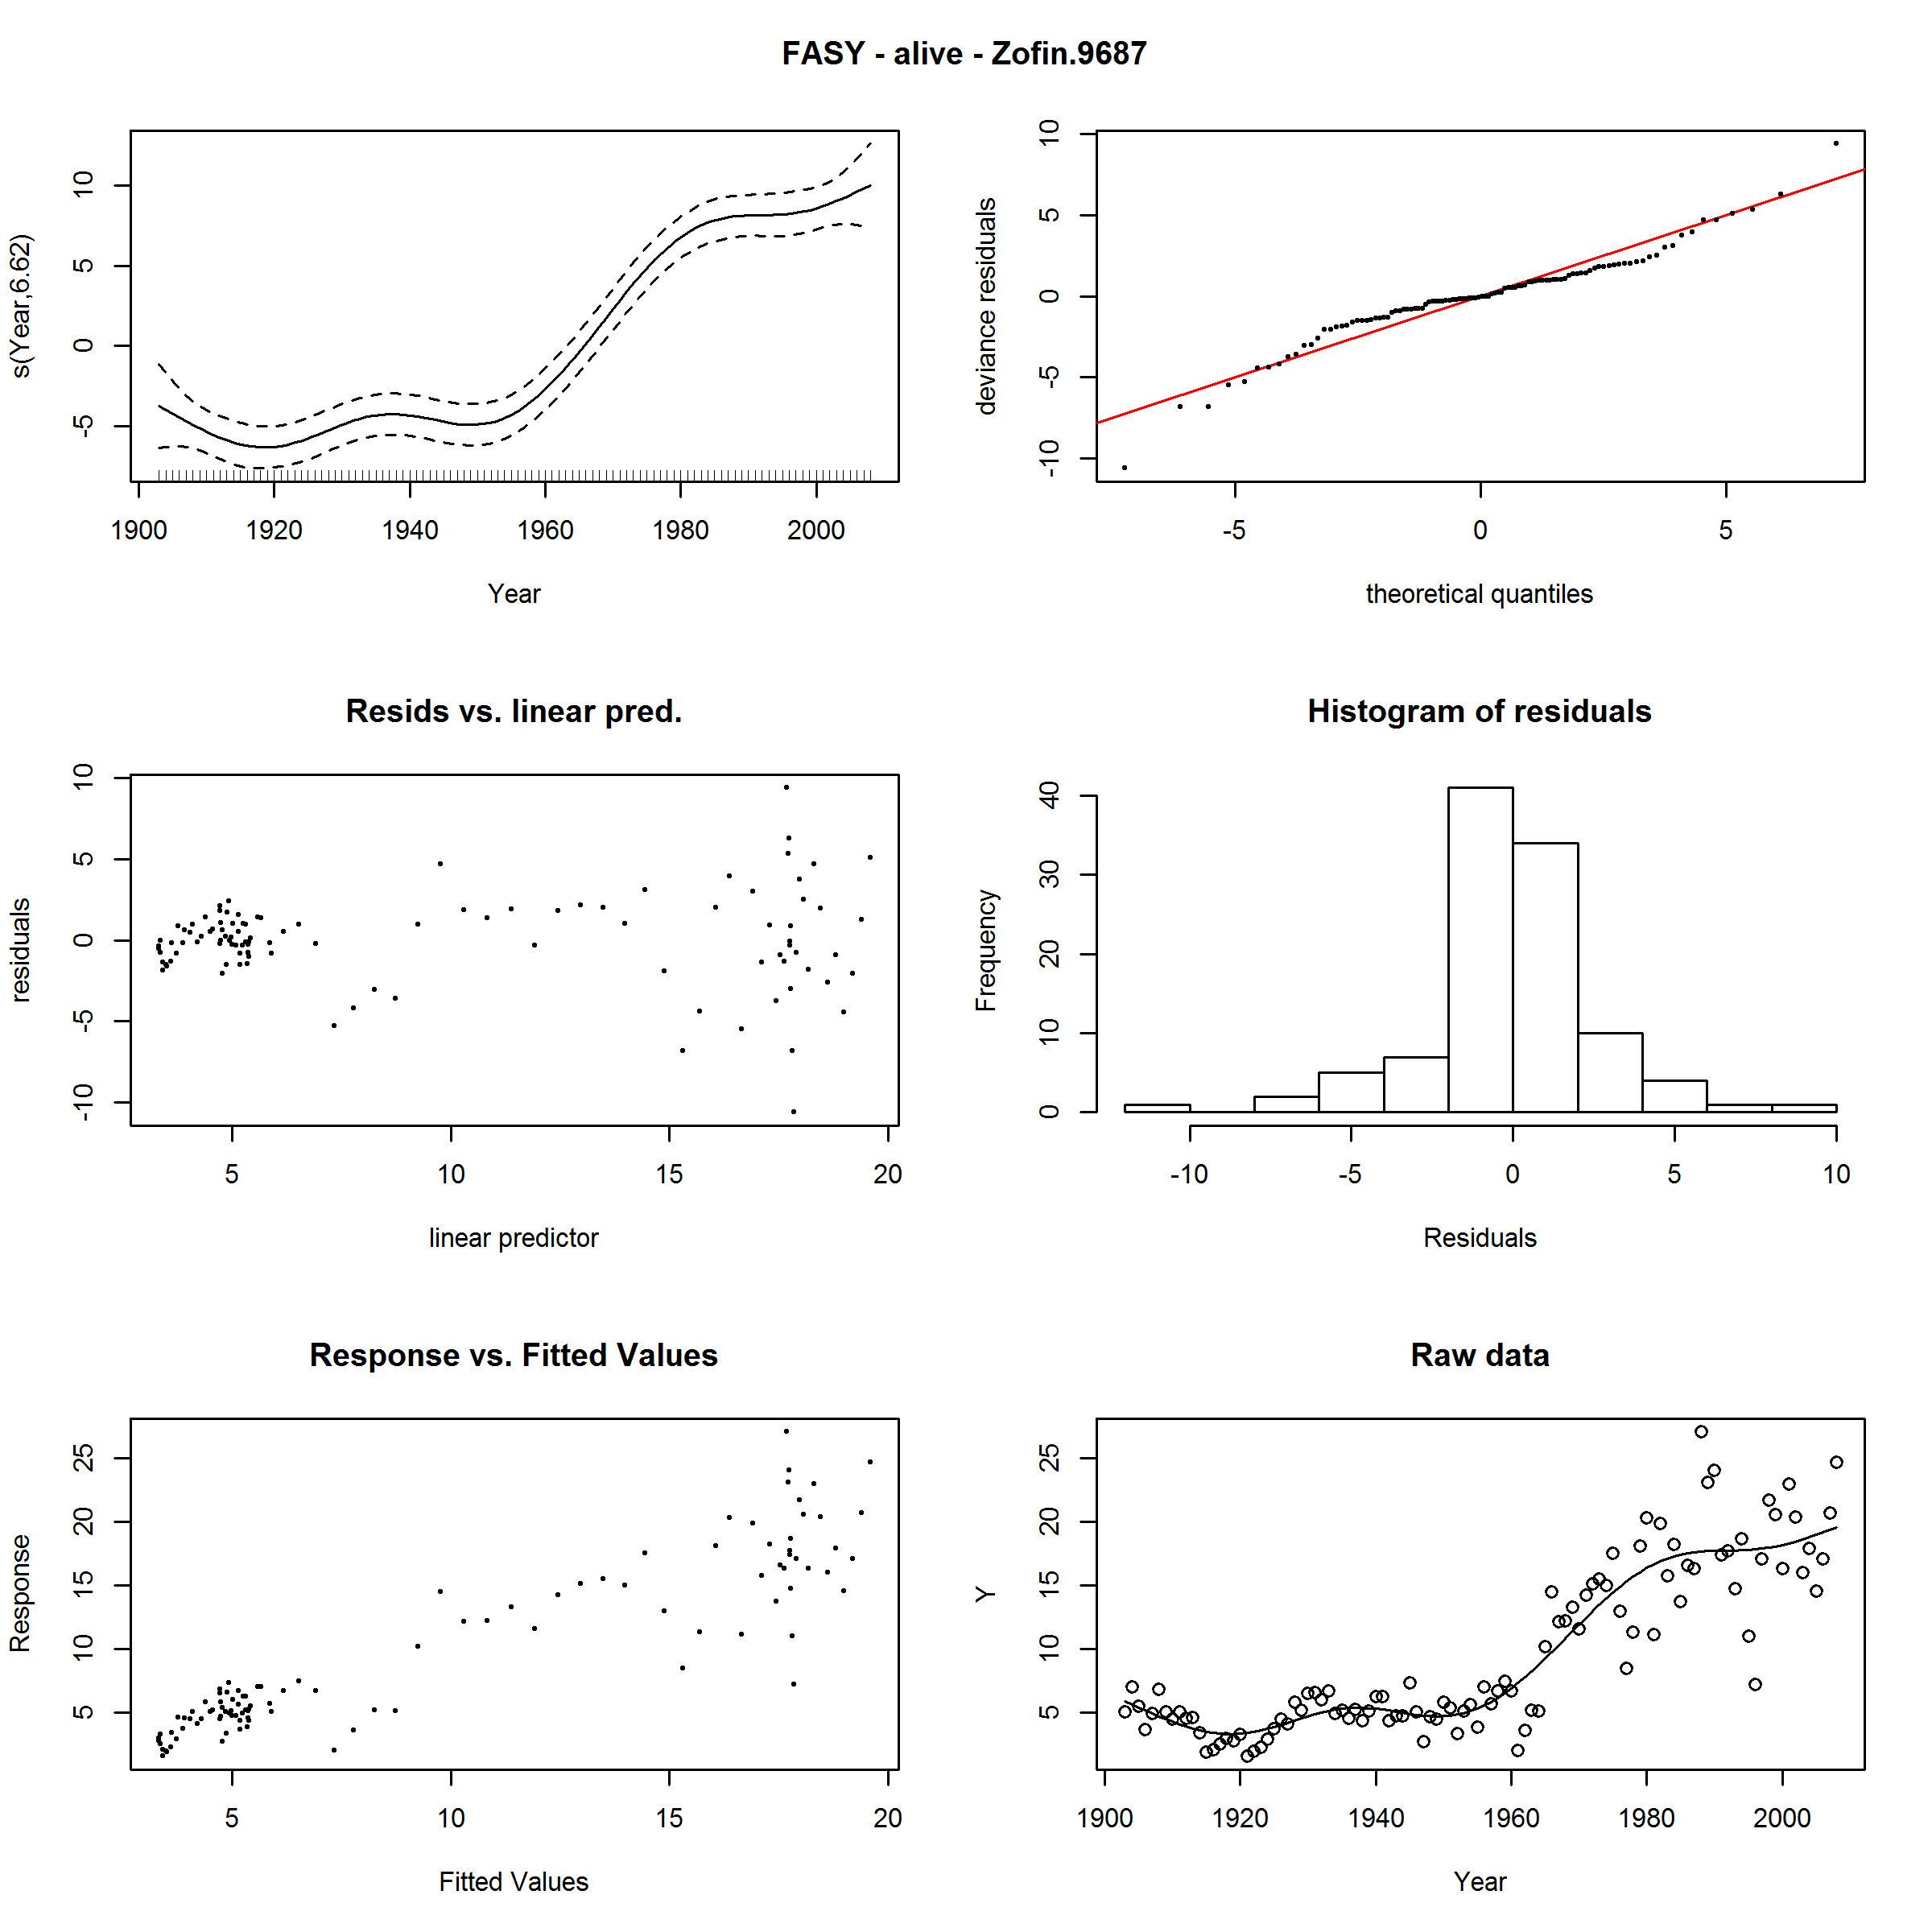 FASY - alive - Zofin.9687
s(Year,6.62)
10
5
0
-5
1900 1920 1940 1960 1980 2000
Year
deviance residuals
10
5
0
-5
-10
-5 0 5
theoretical quantiles
Resids vs. linear pred.
residuals
10
5
0
-5
-10
5 10 15 20
linear predictor
Histogram of residuals
Frequency
40
30
20
10
0
-10 -5 0 5 10
Residuals
Response vs. Fitted Values
Response
25
20
15
10
5
5 10 15 20
Fitted Values
Raw data
Y
25
20
15
10
5
1900 1920 1940 1960 1980 2000
Year